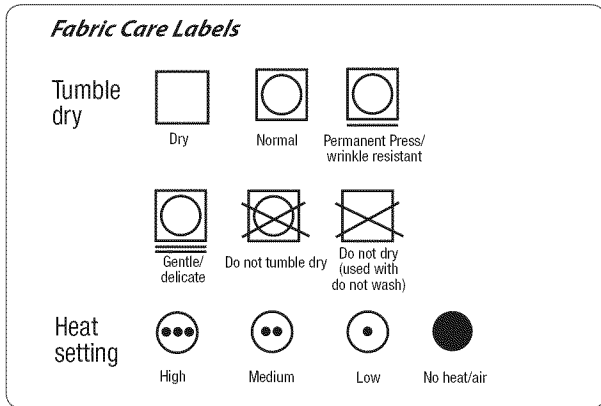 Fabric Care Labels
Tumble
dry
Dry
Normal
Permanent Press/
wrinkle resistant
Gentle/
delicate
Do not tumble dry
Do not dry
(used with
do not wash)
Heat
setting
High
Medium
Low
No heat/air